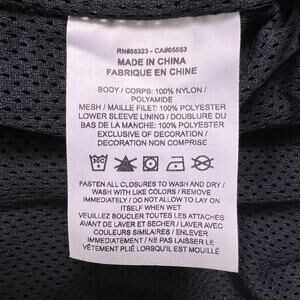 RN#56323 - CA#05553
MADE IN CHINA
FABRIQUE EN CHINE
BODY / CORPS: 100% NYLON /
POLYAMIDE
MESH / MAILLE FILET: 100% POLYESTER
LOWER SLEEVE LINING / DOUBLURE DU
BAS DE LA MANCHE: 100% POLYESTER
EXCLUSIVE OF DECORATION /
DECORATION NON COMPRISE
FASTEN ALL CLOSURES TO WASH AND DRY /
WASH WITH LIKE COLORS / REMOVE
IMMEDIATELY / DO NOT ALLOW TO LAY ON
ITSELF WHEN WET
VEUILLEZ BOUCLER TOUTES LES ATTACHES
AVANT DE LAVER ET SECHER / LAVER AVEC
COULEURS SIMILAIRES / ENLEVER
IMMÉDIATEMENT / NE PAS LAISSER LE
VÊTEMENT PLIÉ LORSQU'IL EST MOUILLÉ